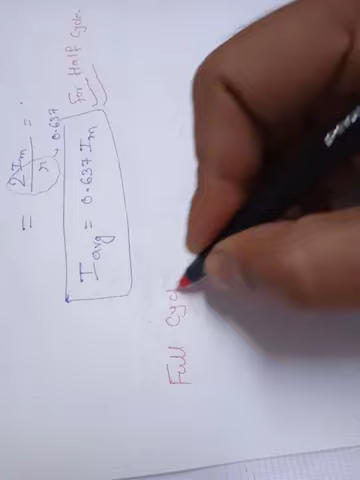 = 2Im/π = 0.637
Iavg = 0.637 Im For Half Cycle
Full Cyc